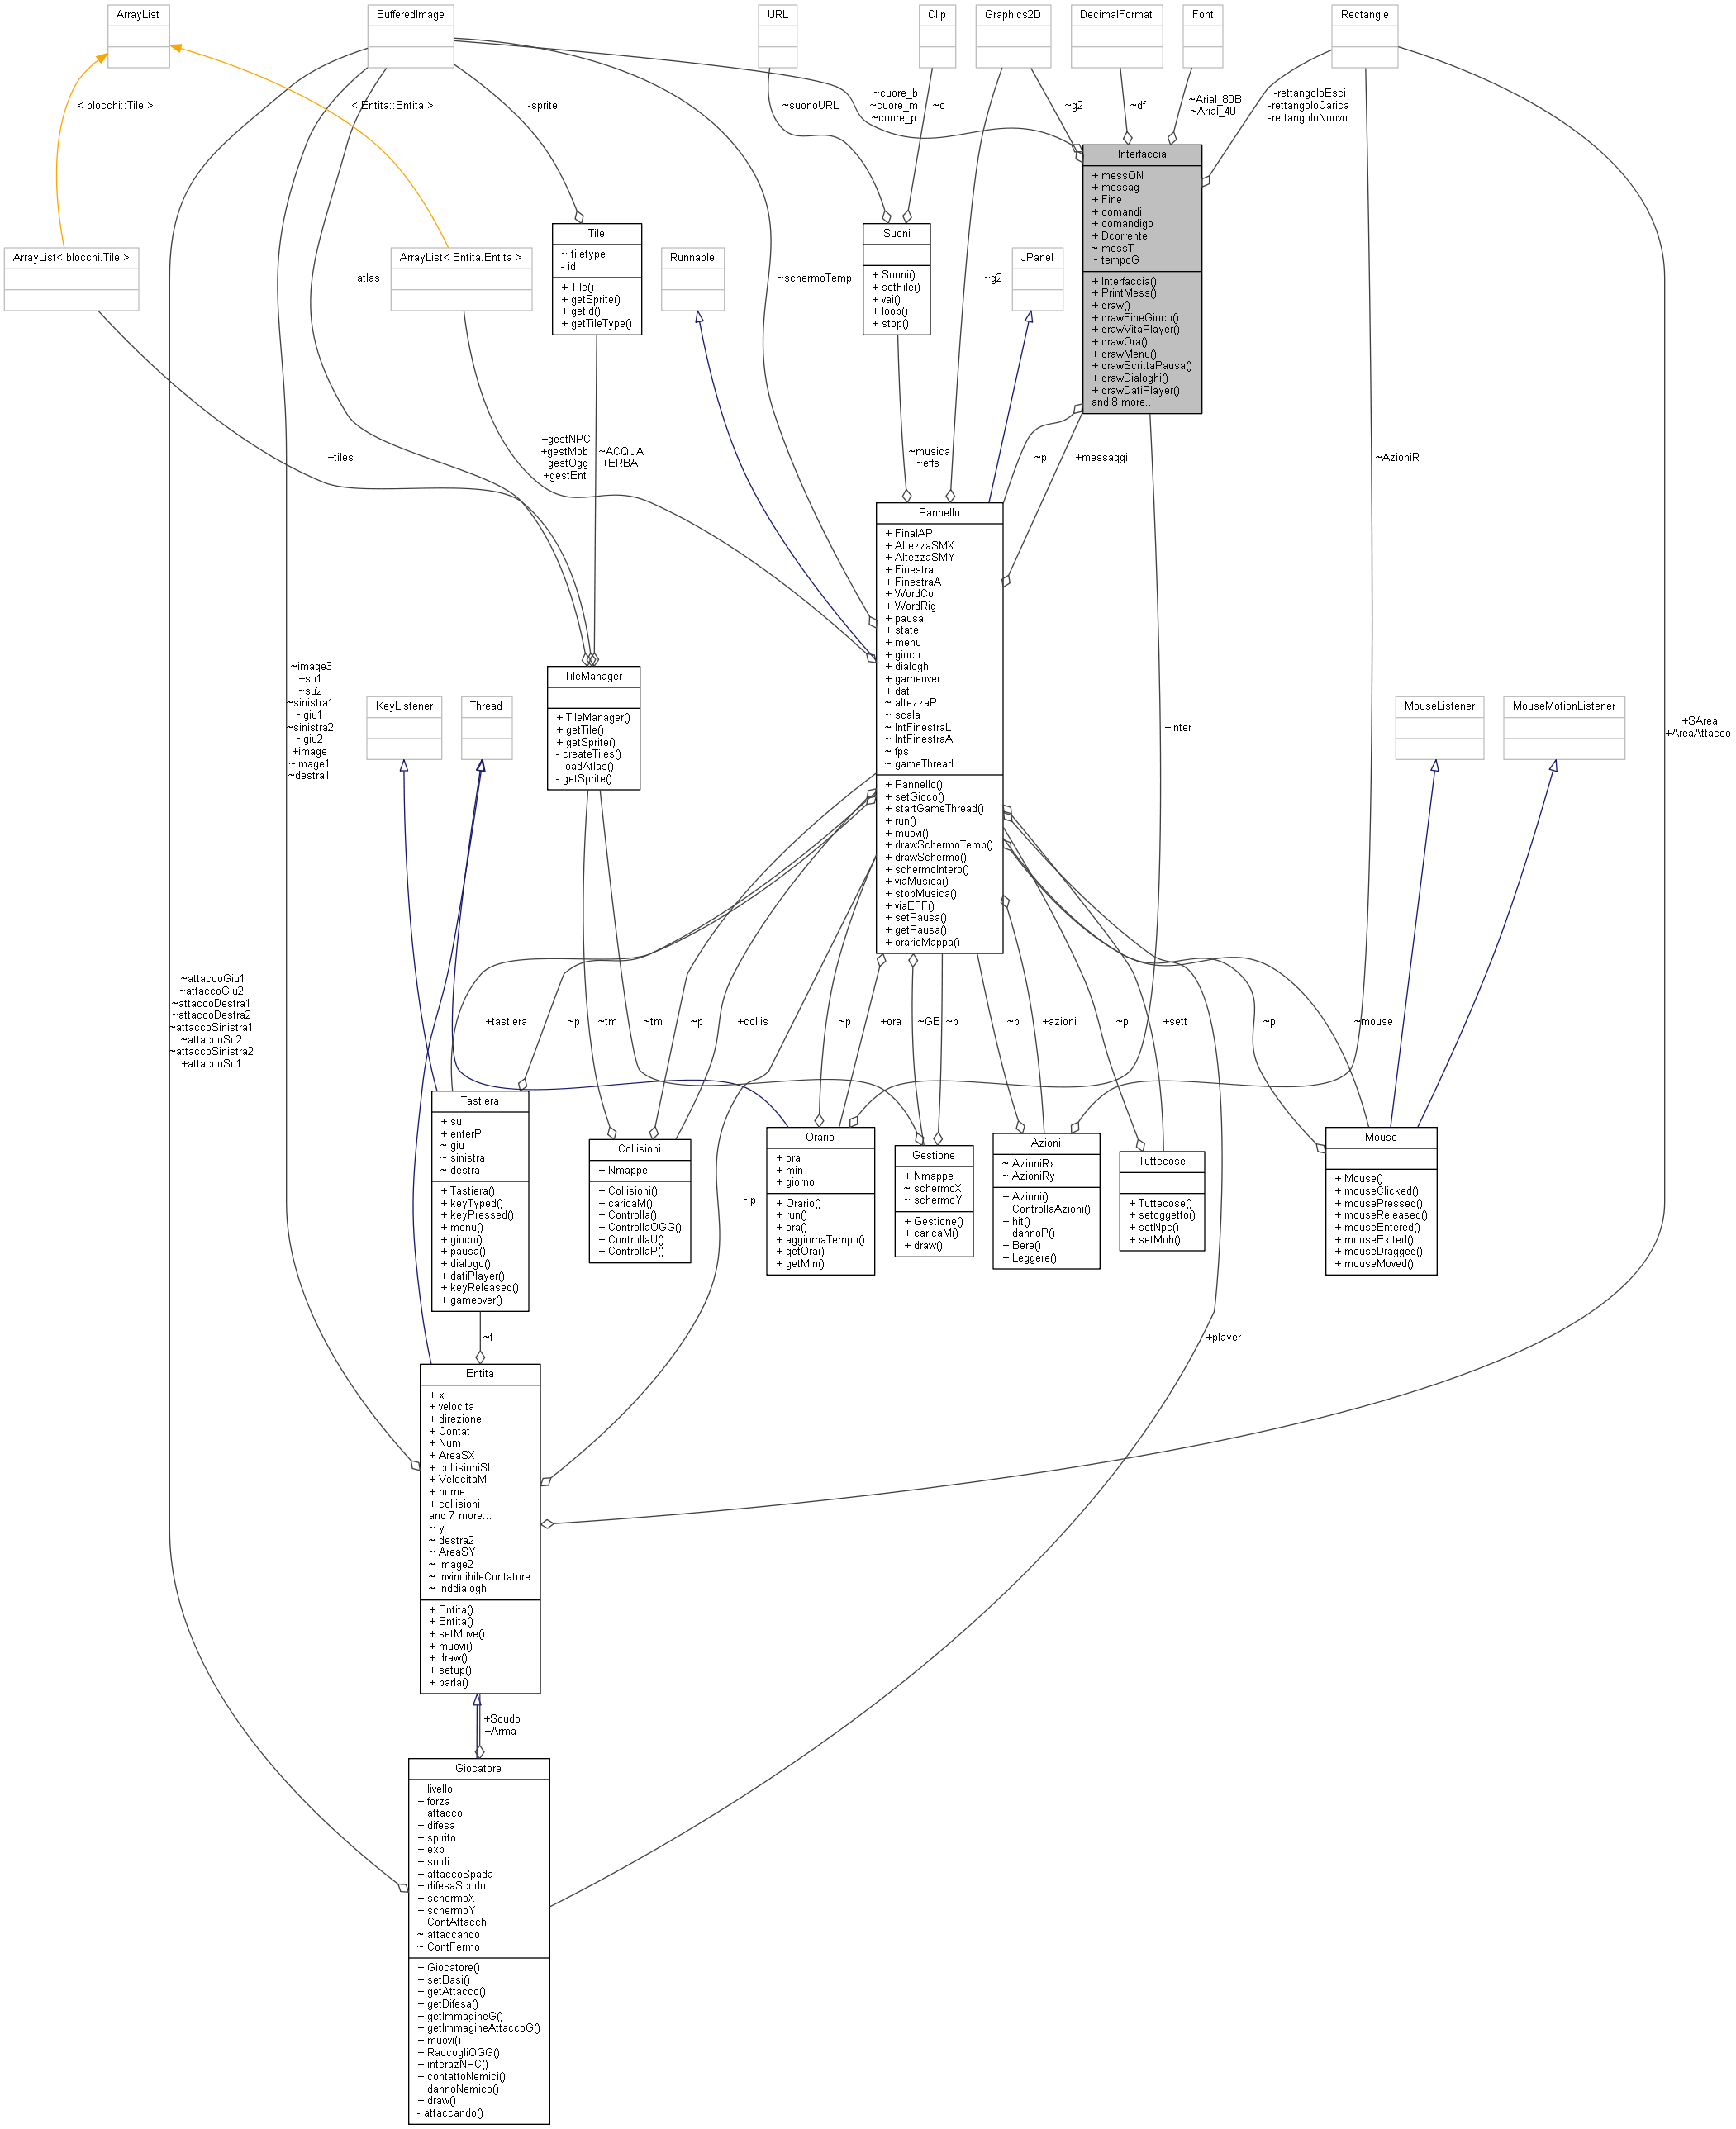 ArrayList
BufferedImage
URL
Clip
Graphics2D
DecimalFormat
Font
Rectangle
< blocchi::Tile >
< Entita::Entita >
-sprite
~suonoURL
~cuore_b
~cuore_m
~cuore_p
~c
~g2
~df
~Arial_80B
~Arial_40
-rettangoloEsci
-rettangoloCarica
-rettangoloNuovo
Interfaccia
+ messON
+ messag
+ Fine
+ comandi
+ comandigo
+ Dcorrente
~ messT
~ tempoG
+ Interfaccia()
+ PrintMess()
+ draw()
+ drawFineGioco()
+ drawVitaPlayer()
+ drawOra()
+ drawMenu()
+ drawScrittaPausa()
+ drawDialoghi()
+ drawDatiPlayer()
and 8 more...
ArrayList< blocchi.Tile >
+atlas
ArrayList< Entita.Entita >
Tile
~ tiletype
- id
+ Tile()
+ getSprite()
+ getId()
+ getTileType()
Runnable
~schermoTemp
Suoni
+ Suoni()
+ setFile()
+ vai()
+ loop()
+ stop()
~g2
JPanel
+tiles
+gestNPC
+gestMob
+gestOgg
+gestEnt
~ACQUA
+ERBA
~musica
~effs
~p
+messaggi
~AzioniR
Pannello
+ FinalAP
+ AltezzaSMX
+ AltezzaSMY
+ FinestraL
+ FinestraA
+ WordCol
+ WordRig
+ pausa
+ state
+ menu
+ gioco
+ dialoghi
+ gameover
+ dati
~ altezzaP
~ scala
~ IntFinestraL
~ IntFinestraA
~ fps
~ gameThread
+ Pannello()
+ setGioco()
+ startGameThread()
+ run()
+ muovi()
+ drawSchermoTemp()
+ drawSchermo()
+ schermoIntero()
+ viaMusica()
+ stopMusica()
+ viaEFF()
+ setPausa()
+ getPausa()
+ orarioMappa()
~image3
+su1
~su2
~sinistra1
~giu1
~sinistra2
~giu2
+image
~image1
~destra1
...
KeyListener
Thread
TileManager
+ TileManager()
+ getTile()
+ getSprite()
- createTiles()
- loadAtlas()
- getSprite()
+inter
MouseListener
MouseMotionListener
+SArea
+AreaAttacco
~attaccoGiu1
~attaccoGiu2
~attaccoDestra1
~attaccoDestra2
~attaccoSinistra1
~attaccoSu2
~attaccoSinistra2
+attaccoSu1
+tastiera
~p
~tm
~tm
~p
+collis
~p
+ora
~GB
~p
~p
+azioni
~p
+sett
~p
~mouse
Tastiera
+ su
+ enterP
~ giu
~ sinistra
~ destra
+ Tastiera()
+ keyTyped()
+ keyPressed()
+ menu()
+ gioco()
+ pausa()
+ dialogo()
+ datiPlayer()
+ keyReleased()
+ gameover()
Collisioni
+ Nmappe
+ Collisioni()
+ caricaM()
+ Controlla()
+ ControllaOGG()
+ ControllaU()
+ ControllaP()
~p
Orario
+ ora
+ min
+ giorno
+ Orario()
+ run()
+ ora()
+ aggiornaTempo()
+ getOra()
+ getMin()
Gestione
+ Nmappe
~ schermoX
~ schermoY
+ Gestione()
+ caricaM()
+ draw()
Azioni
~ AzioniRx
~ AzioniRy
+ Azioni()
+ ControllaAzioni()
+ hit()
+ dannoP()
+ Bere()
+ Leggere()
Tuttecose
+ Tuttecose()
+ setoggetto()
+ setNpc()
+ setMob()
Mouse
+ Mouse()
+ mouseClicked()
+ mousePressed()
+ mouseReleased()
+ mouseEntered()
+ mouseExited()
+ mouseDragged()
+ mouseMoved()
~t
+player
Entita
+ x
+ velocita
+ direzione
+ Contat
+ Num
+ AreaSX
+ collisioniSI
+ VelocitaM
+ nome
+ collisioni
and 7 more...
~ y
~ destra2
~ AreaSY
~ image2
~ invincibileContatore
~ Inddialoghi
+ Entita()
+ Entita()
+ setMove()
+ muovi()
+ draw()
+ setup()
+ parla()
+Scudo
+Arma
Giocatore
+ livello
+ forza
+ attacco
+ difesa
+ spirito
+ exp
+ soldi
+ attaccoSpada
+ difesaScudo
+ schermoX
+ schermoY
+ ContAttacchi
~ attaccando
~ ContFermo
+ Giocatore()
+ setBasi()
+ getAttacco()
+ getDifesa()
+ getImmagineG()
+ getImmagineAttaccoG()
+ muovi()
+ RaccogliOGG()
+ interazNPC()
+ contattoNemici()
+ dannoNemico()
+ draw()
- attaccando()